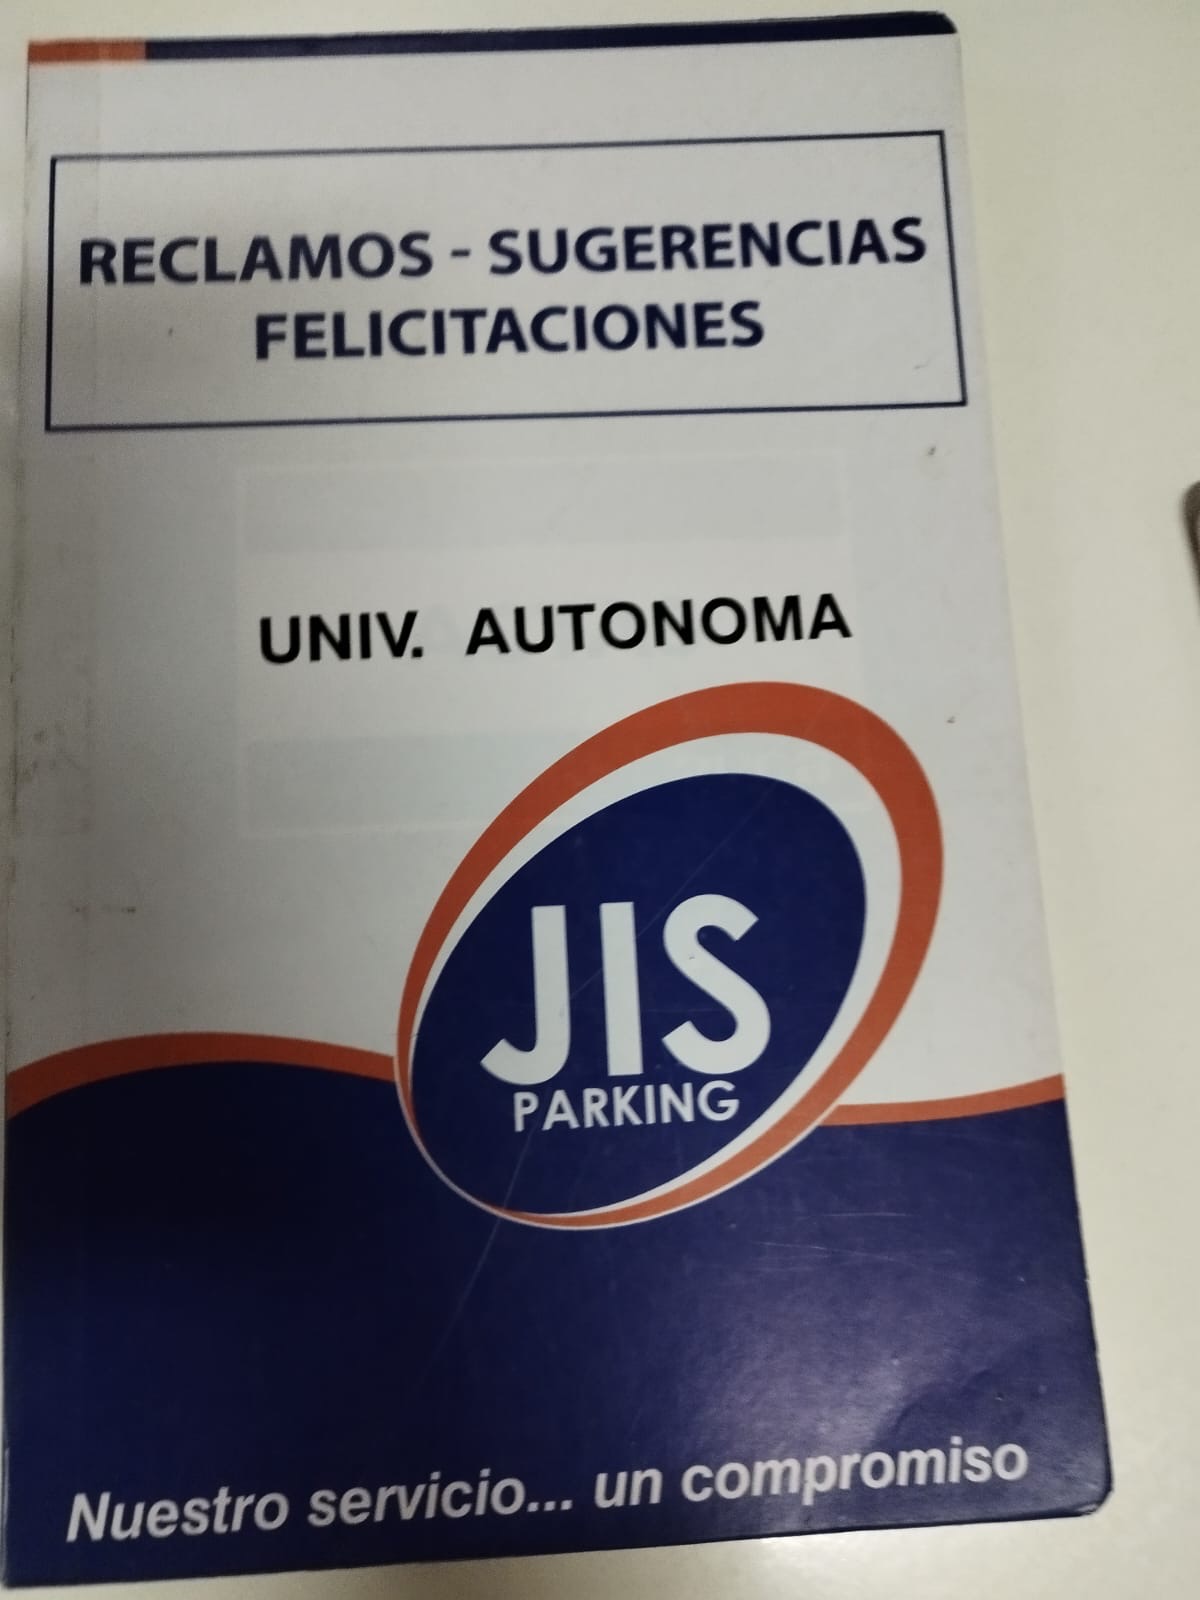 RECLAMOS - SUGERENCIAS
FELICITACIONES
UNIV. AUTONOMA
JIS
PARKING
Nuestro servicio... un compromiso